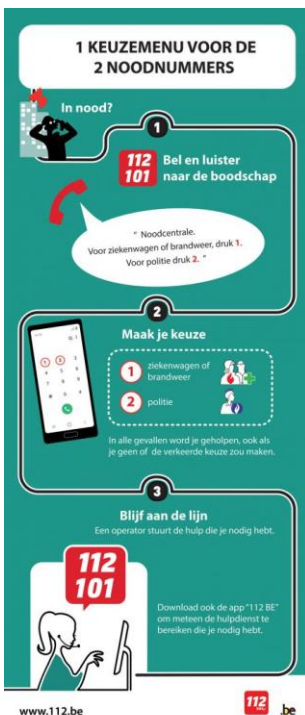 1 KEUZEMENU VOOR DE
2 NOODNUMMERS
In nood?
1
112
101
Bel en luister
naar de boodschap
" Noodcentrale.
Voor ziekenwagen of brandweer, druk 1.
Voor politie druk 2. "
2
Maak je keuze
1 ziekenwagen of
brandweer
2 politie
In alle gevallen word je geholpen, ook als
je geen of de verkeerde keuze zou maken.
3
Blijf aan de lijn
Een operator stuurt de hulp die je nodig hebt.
112
101
Download ook de app "112 BE"
om meteen de hulpdienst te
bereiken die je nodig hebt.
www.112.be
112
.be